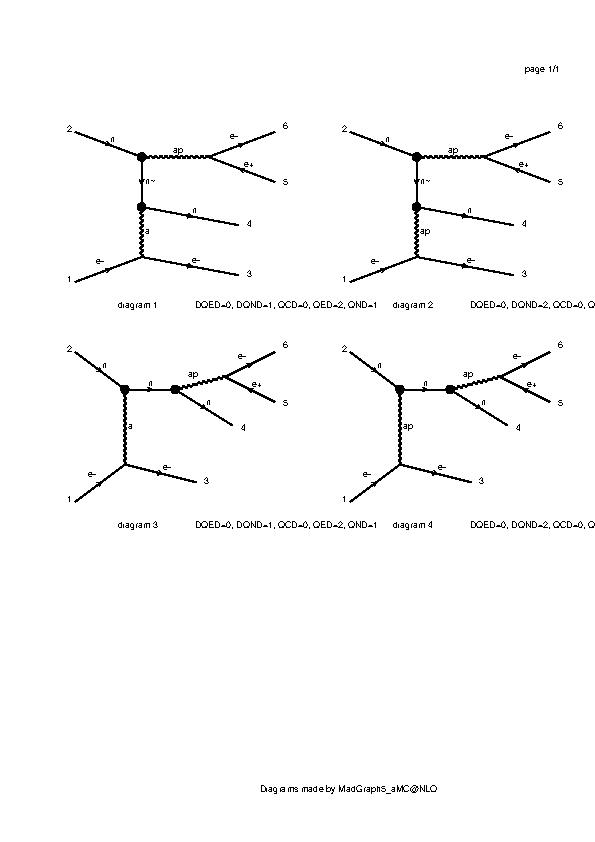 page 1/1
2 n ap e- 6
e+ 5
n~
n 4
a
e- e- 3
1
2 n ap e- 6
e+ 5
n~
n 4
ap
e- e- 3
1
diagram 1 DQED=0, DQND=1, QCD=0, QED=2, QND=1
diagram 2 DQED=0, DQND=2, QCD=0, Q
2 n n ap e- 6
e+ 5
a 4
e- e- 3
1
2 n n ap e- 6
e+ 5
ap 4
e- e- 3
1
diagram 3 DQED=0, DQND=1, QCD=0, QED=2, QND=1
diagram 4 DQED=0, DQND=2, QCD=0, Q
Diagrams made by MadGraph5_aMC@NLO